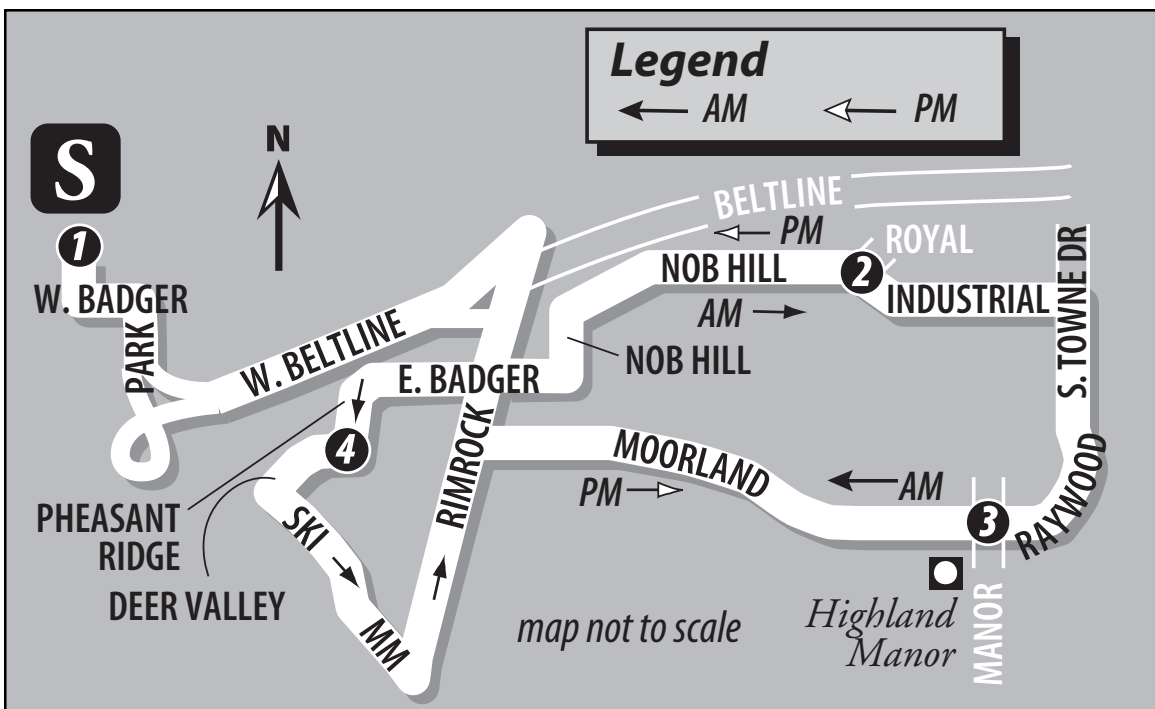 Legend
AM
PM
S
N
1
W. BADGER
PARK
W. BELTLINE
BELTLINE
PM
ROYAL
2
NOB HILL
AM
INDUSTRIAL
S. TOWNE DR
NOB HILL
E. BADGER
4
RIMROCK
MOORLAND
PM
AM
3
RAYWOOD
PHEASANT
RIDGE
DEER VALLEY
SKI
MM
map not to scale
Highland
Manor
MANOR